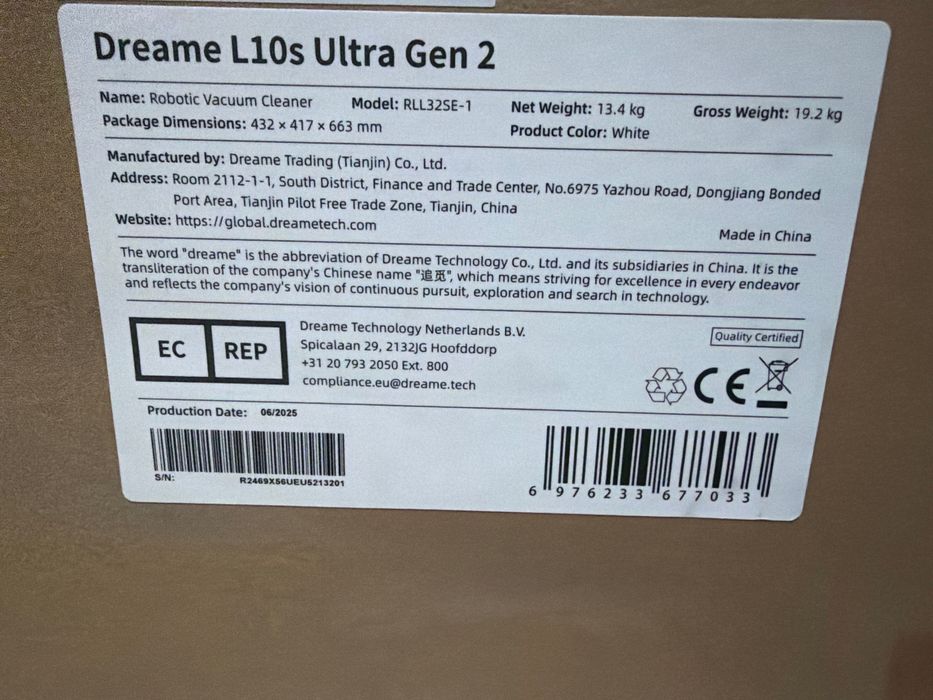 Dreame L10s Ultra Gen 2
Name: Robotic Vacuum Cleaner Model: RLL32SE-1 Net Weight: 13.4 kg Gross Weight: 19.2 kg
Package Dimensions: 432 × 417 × 663 mm Product Color: White
Manufactured by: Dreame Trading (Tianjin) Co., Ltd.
Address: Room 2112-1-1, South District, Finance and Trade Center, No.6975 Yazhou Road, Dongjiang Bonded
Port Area, Tianjin Pilot Free Trade Zone, Tianjin, China
Website: https://global.dreametech.com
Made in China
The word "dreame" is the abbreviation of Dreame Technology Co., Ltd. and its subsidiaries in China. It is the
transliteration of the company's Chinese name "追觅", which means striving for excellence in every endeavor
and reflects the company's vision of continuous pursuit, exploration and search in technology.
EC REP
Dreame Technology Netherlands B.V.
Spicalaan 29, 2132JG Hoofddorp
+31 20 793 2050 Ext. 800
compliance.eu@dreame.tech
Quality Certified
CE
Production Date: 06/2025
S/N: R2469X56UEU5213201
6 976233 677033